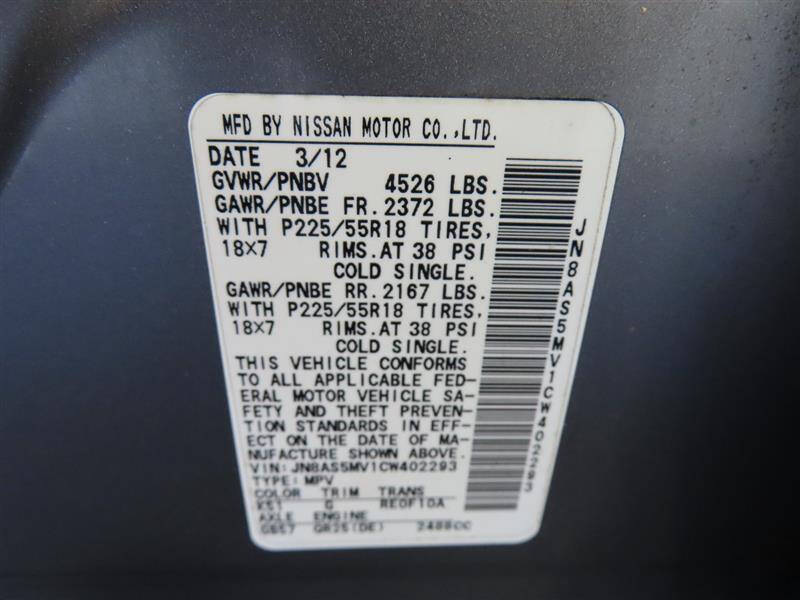 MFD BY NISSAN MOTOR CO.,LTD.
DATE 3/12
GVWR/PNBV 4526 LBS.
GAWR/PNBE FR. 2372 LBS.
WITH P225/55R18 TIRES,
18X7 RIMS.AT 38 PSI
COLD SINGLE.
GAWR/PNBE RR. 2167 LBS.
WITH P225/55R18 TIRES,
18X7 RIMS.AT 38 PSI
COLD SINGLE.
THIS VEHICLE CONFORMS
TO ALL APPLICABLE FED-
ERAL MOTOR VEHICLE SA-
FETY AND THEFT PREVEN-
TION STANDARDS IN EFF-
ECT ON THE DATE OF MA-
NUFACTURE SHOWN ABOVE.
VIN: JN8AS5MV1CW402293
TYPE: MPV
COLOR TRIM TRANS
K51 G RE0F10A
AXLE ENGINE
GB57 QR25(DE) 2488CC
JN8AS5MV1CW402293